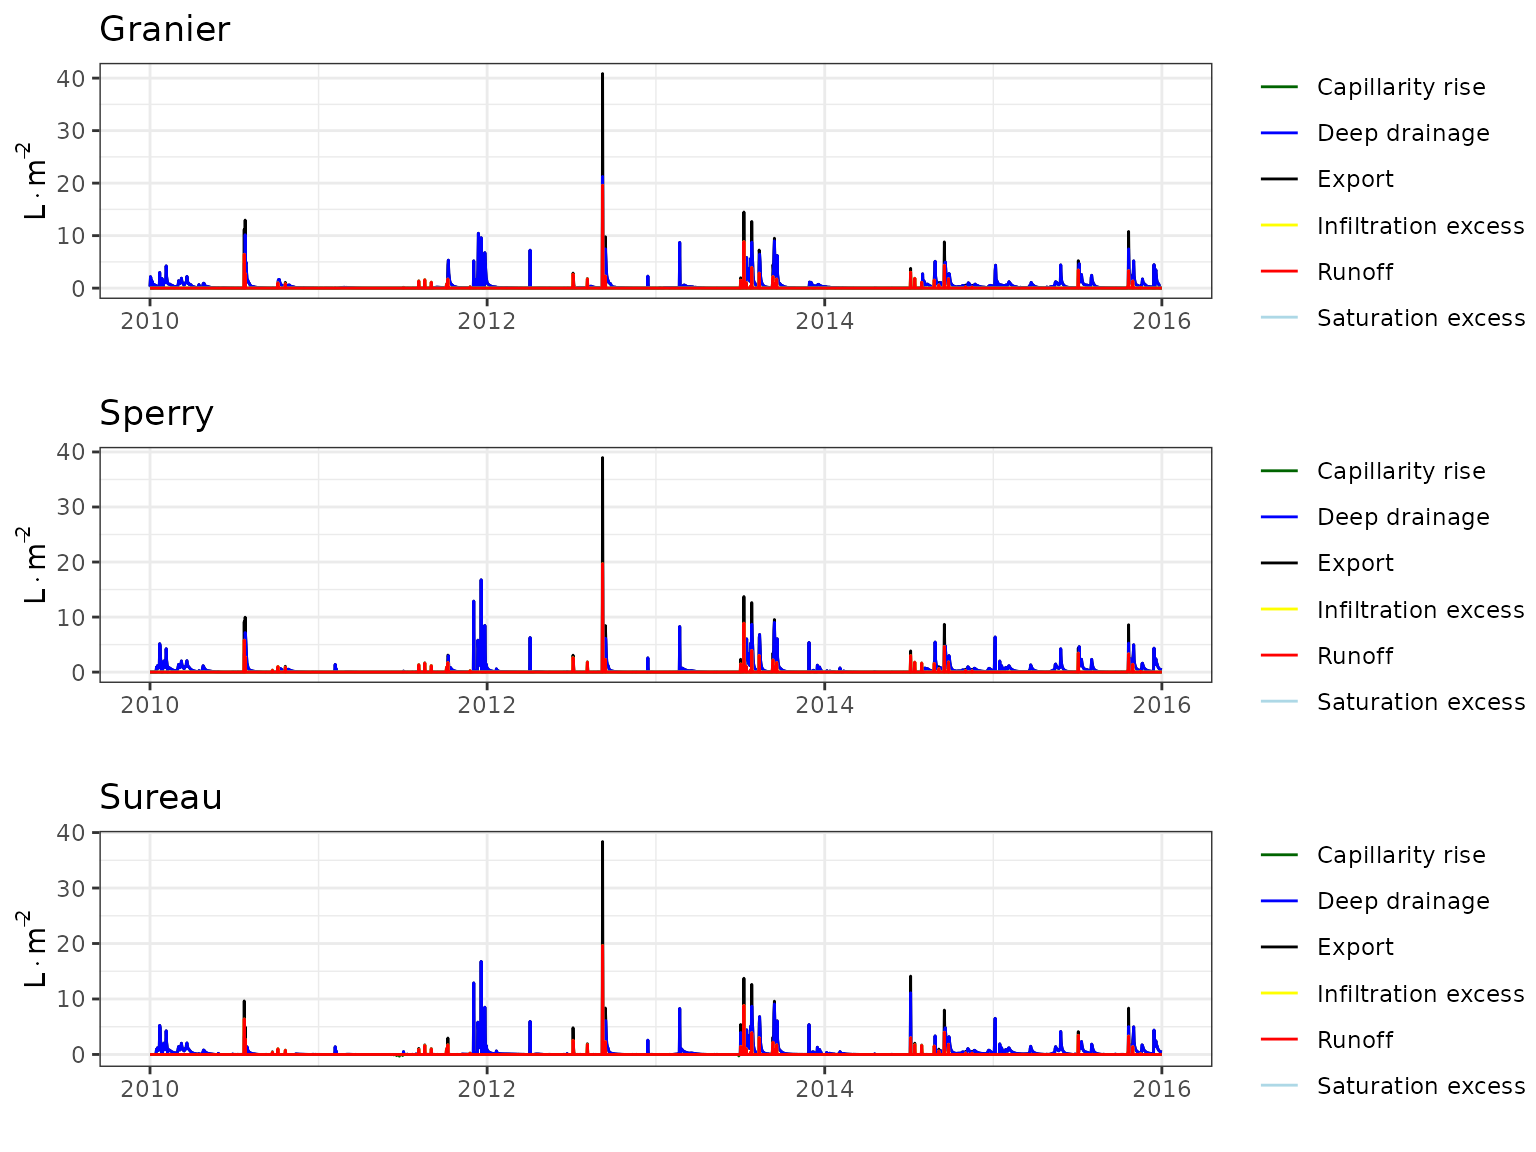 Granier
L·m⁻²
40
30
20
10
0
2010 2012 2014 2016
Capillarity rise
Deep drainage
Export
Infiltration excess
Runoff
Saturation excess
Sperry
L·m⁻²
40
30
20
10
0
2010 2012 2014 2016
Capillarity rise
Deep drainage
Export
Infiltration excess
Runoff
Saturation excess
Sureau
L·m⁻²
40
30
20
10
0
2010 2012 2014 2016
Capillarity rise
Deep drainage
Export
Infiltration excess
Runoff
Saturation excess